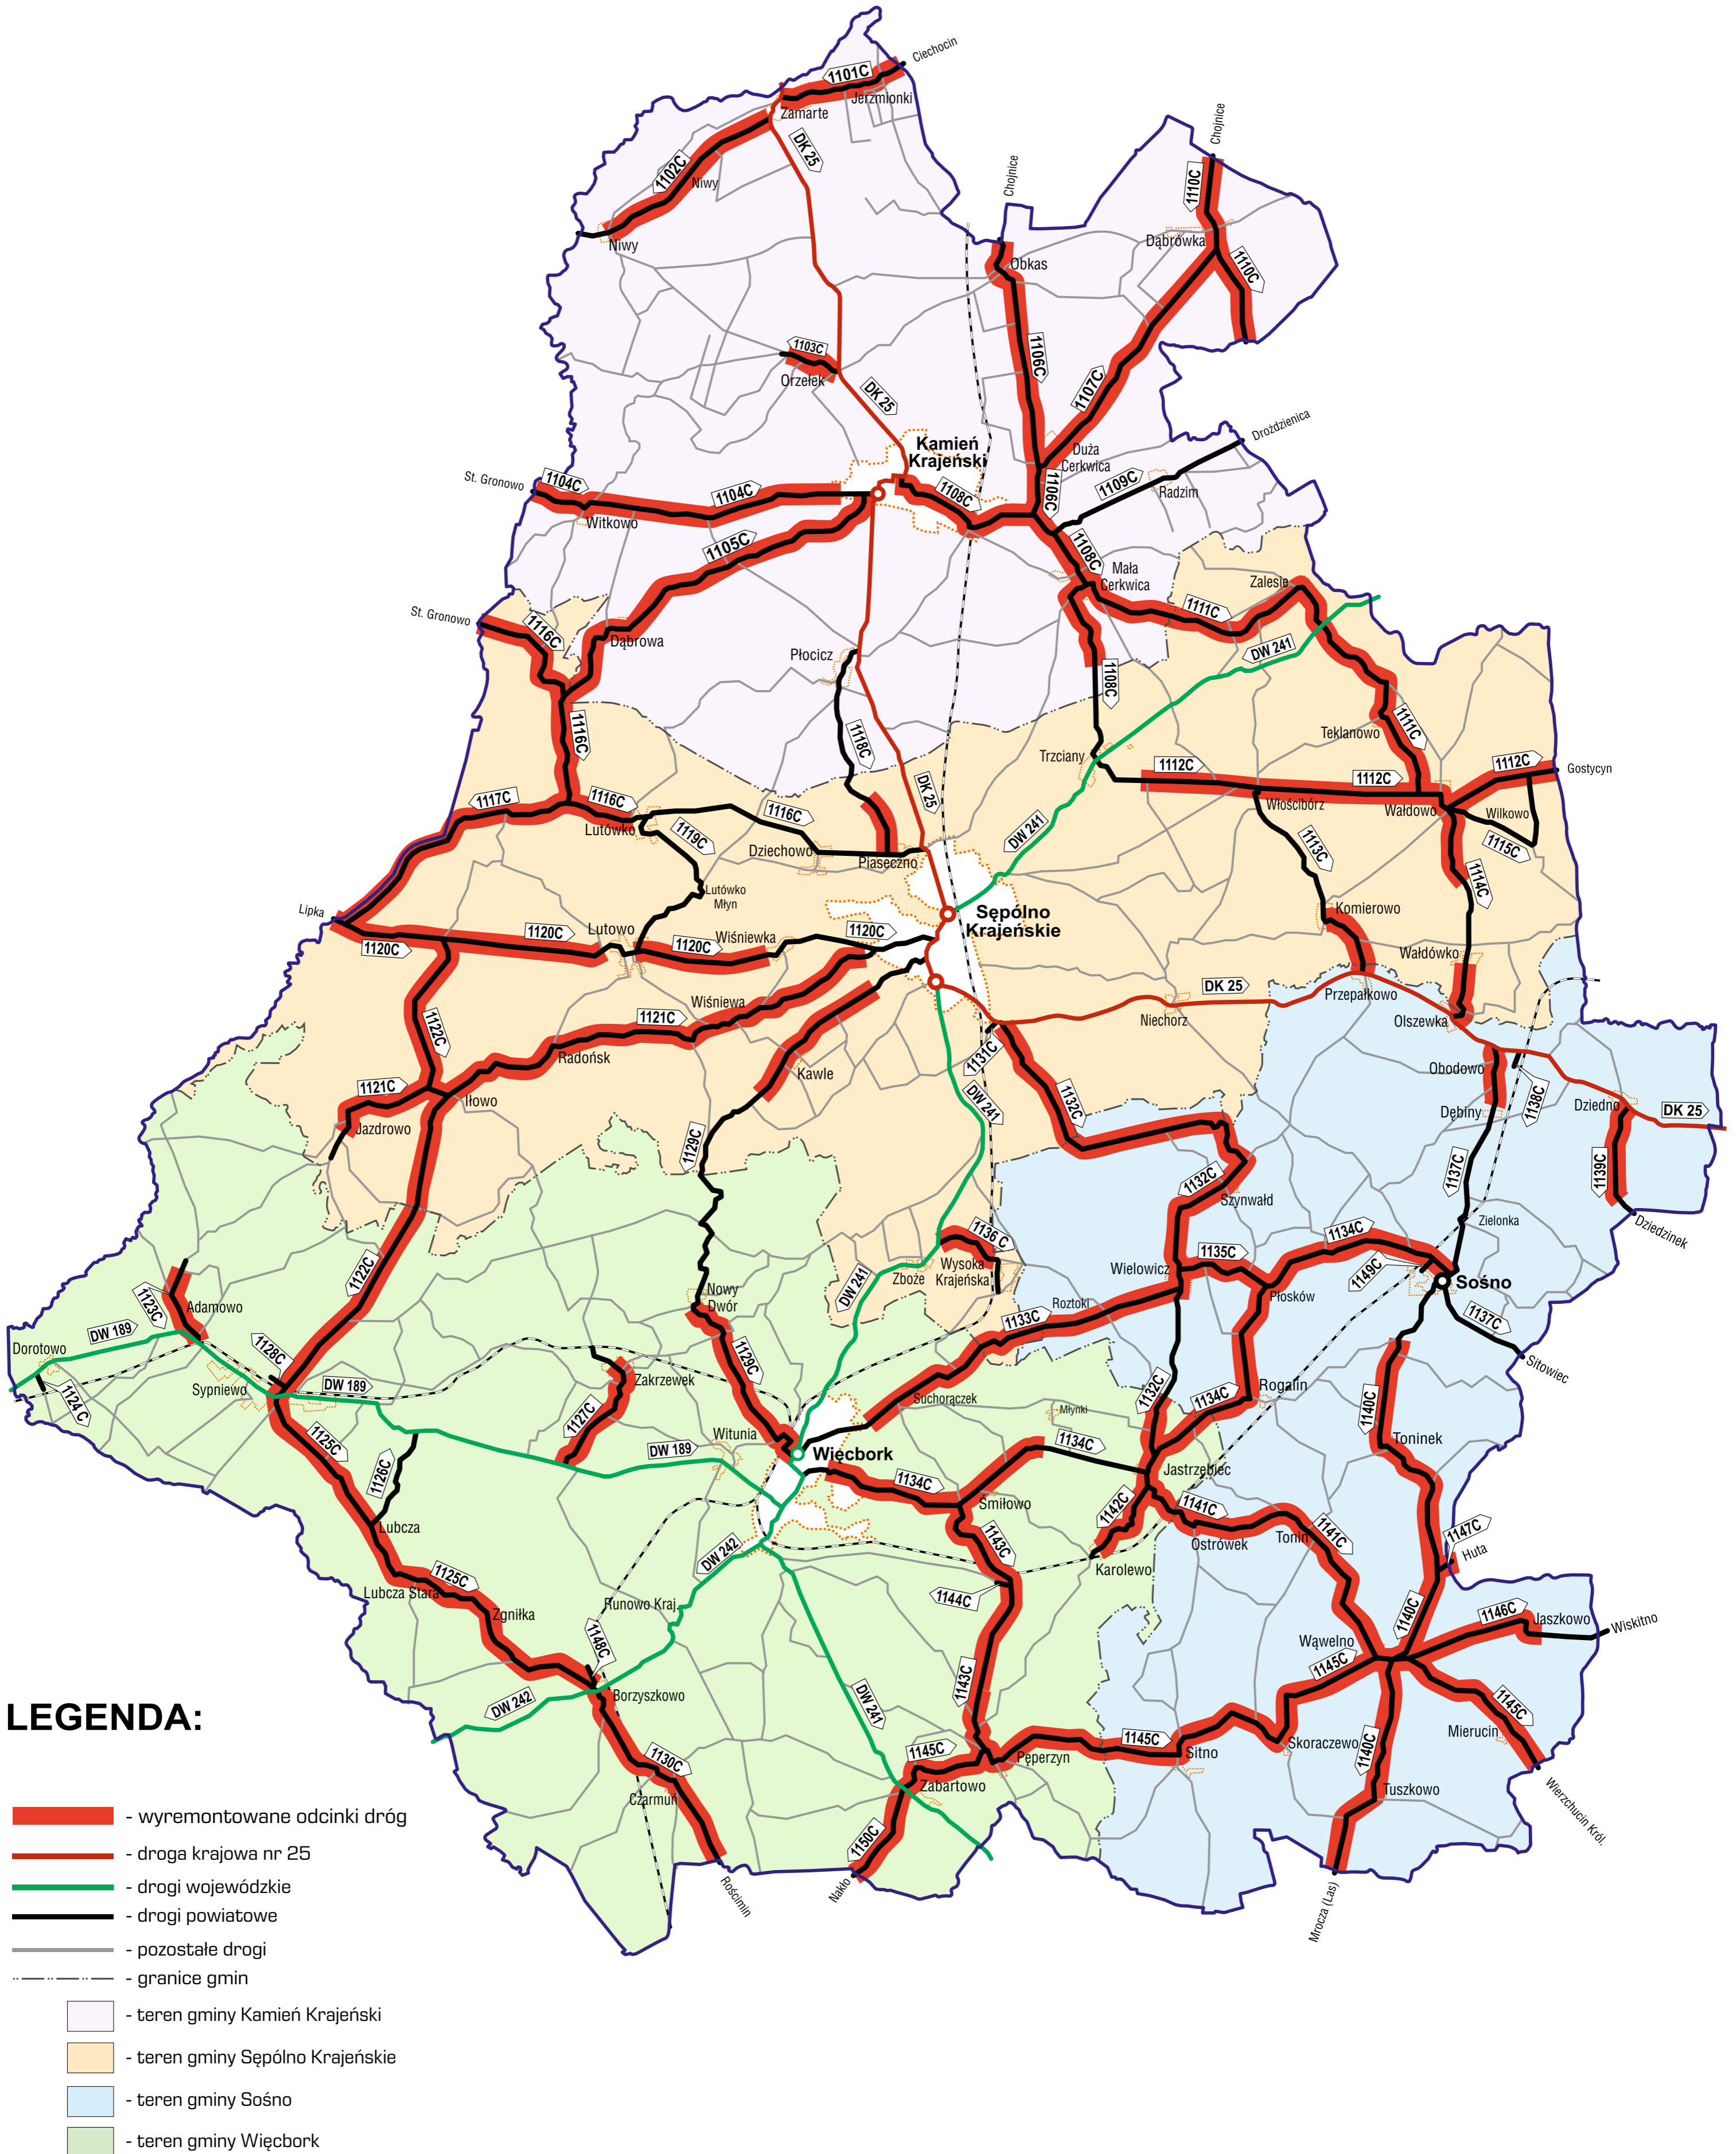 Ciechocin
1101C
Jerzmionki
Zamarte
DK 25
1102C
Niwy
Niwy
Chojnice
Chojnice
1110C
Dąbrówka
1110C
Obkas
1106C
1107C
1103C
Orzełek
DK 25
Kamień
Krajeński
Duża
Cerkwica
Drożdzienica
1109C
Radzim
1106C
1108C
St. Gronowo
1104C
1104C
Witkowo
1105C
1108C
Mała
Cerkwica
Zalesie
1111C
DW 241
St. Gronowo
1116C
Dąbrowa
Płocicz
1108C
1116C
1118C
Teklanowo
1111C
Trzciany
1112C
1112C
1112C
Gostycyn
Włościbórz
Wałdowo
Wilkowo
1115C
DK 25
1117C
1116C
Lutówko
1116C
1119C
Dziechowo
Piaseczno
DW 241
1113C
1114C
Lutówko
Młyn
Lipka
1120C
1120C
Lutowo
1120C
Wiśniewka
1120C
Sępólno
Krajeńskie
Komierowo
Wałdówko
Przepałkowo
DK 25
Niechorz
Olszewka
Wiśniewa
1121C
Radońsk
1122C
1121C
Iłowo
Jazdrowo
Kawle
1131C
DW 241
1132C
1129C
Obodowo
Dębiny
1138C
Dziedno
DK 25
1137C
1139C
Zielonka
Dziedzinek
1132C
Szynwałd
1136 C
Wysoka
Krajeńska
Zboże
DW 241
1122C
Wielowicz
1135C
1134C
1149C
Płosków
Sośno
1137C
Sitowiec
Nowy
Dwór
Roztoki
1133C
1123C
Adamowo
Dorotowo
DW 189
1128C
1124 C
Sypniewo
DW 189
1129C
Zakrzewek
1127C
Suchorączek
Młynki
1132C
1134C
Rogalin
1140C
Toninek
1125C
1126C
Witunia
DW 189
Więcbork
1134C
1134C
Jastrzębiec
Śmiłowo
1142C
1141C
Ostrówek
Tonin
1141C
Lubcza
Lubcza Stara
1125C
Zgniłka
DW 242
Runowo Kraj.
1143C
1144C
Karolewo
1147C
Huta
1140C
1146C
Jaszkowo
Wiskitno
Wąwelno
1145C
1148C
Borzyszkowo
DW 242
1143C
DW 241
1145C
Mierucin
LEGENDA:
1130C
Czarmuń
1145C
Pęperzyn
1145C
Sitno
Skoraczewo
1140C
Tuszkowo
Zabartowo
Wierzchucin Król.
1150C
Nakło
Rościmin
Mrocza (Las)
- wyremontowane odcinki dróg
- droga krajowa nr 25
- drogi wojewódzkie
- drogi powiatowe
- pozostałe drogi
- granice gmin
- teren gminy Kamień Krajeński
- teren gminy Sępólno Krajeńskie
- teren gminy Sośno
- teren gminy Więcbork